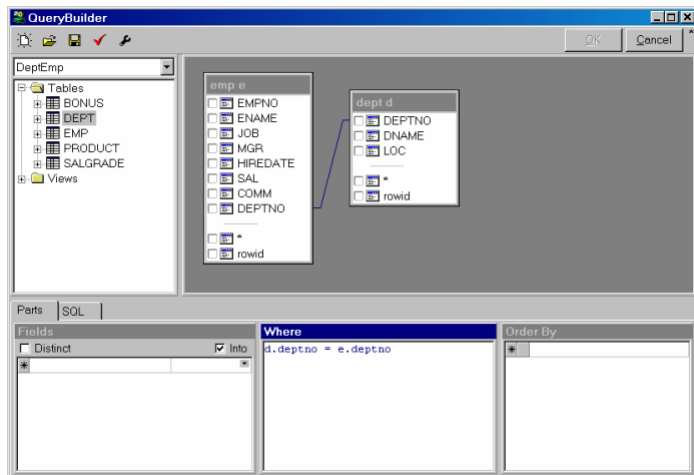 QueryBuilder
OK
Cancel
DeptEmp
Tables
BONUS
DEPT
EMP
PRODUCT
SALGRADE
Views
emp e
EMPNO
ENAME
JOB
MGR
HIREDATE
SAL
COMM
DEPTNO
*
rowid
dept d
DEPTNO
DNAME
LOC
*
rowid
Parts
SQL
Fields
Distinct
Into
Where
d.deptno = e.deptno
Order By